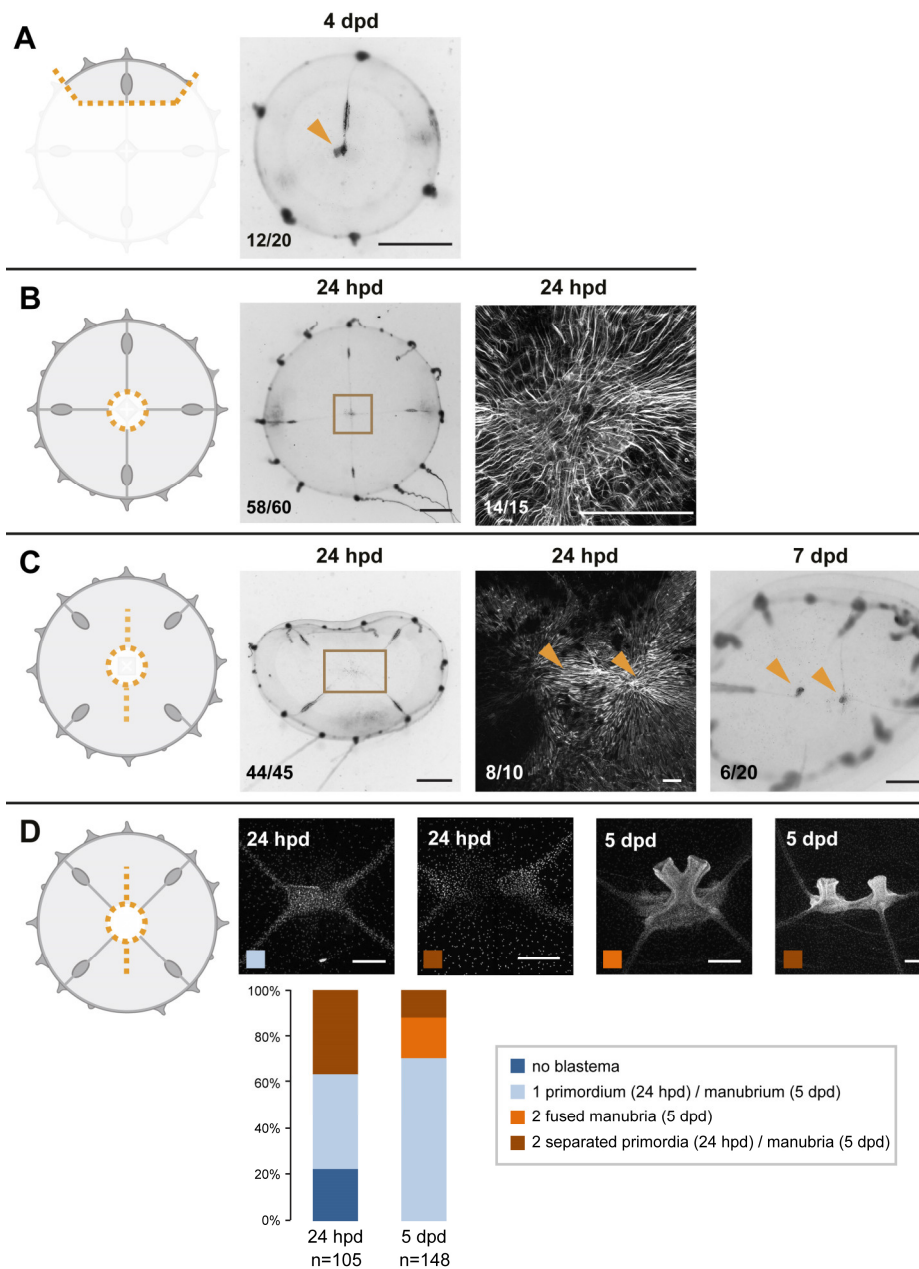 A
4 dpd
12/20
B
24 hpd
24 hpd
58/60
14/15
C
24 hpd
24 hpd
7 dpd
44/45
8/10
6/20
D
24 hpd
24 hpd
5 dpd
5 dpd
100%
80%
60%
40%
20%
0%
24 hpd
n=105
5 dpd
n=148
no blastema
1 primordium (24 hpd) / manubrium (5 dpd)
2 fused manubria (5 dpd)
2 separated primordia (24 hpd) / manubria (5 dpd)